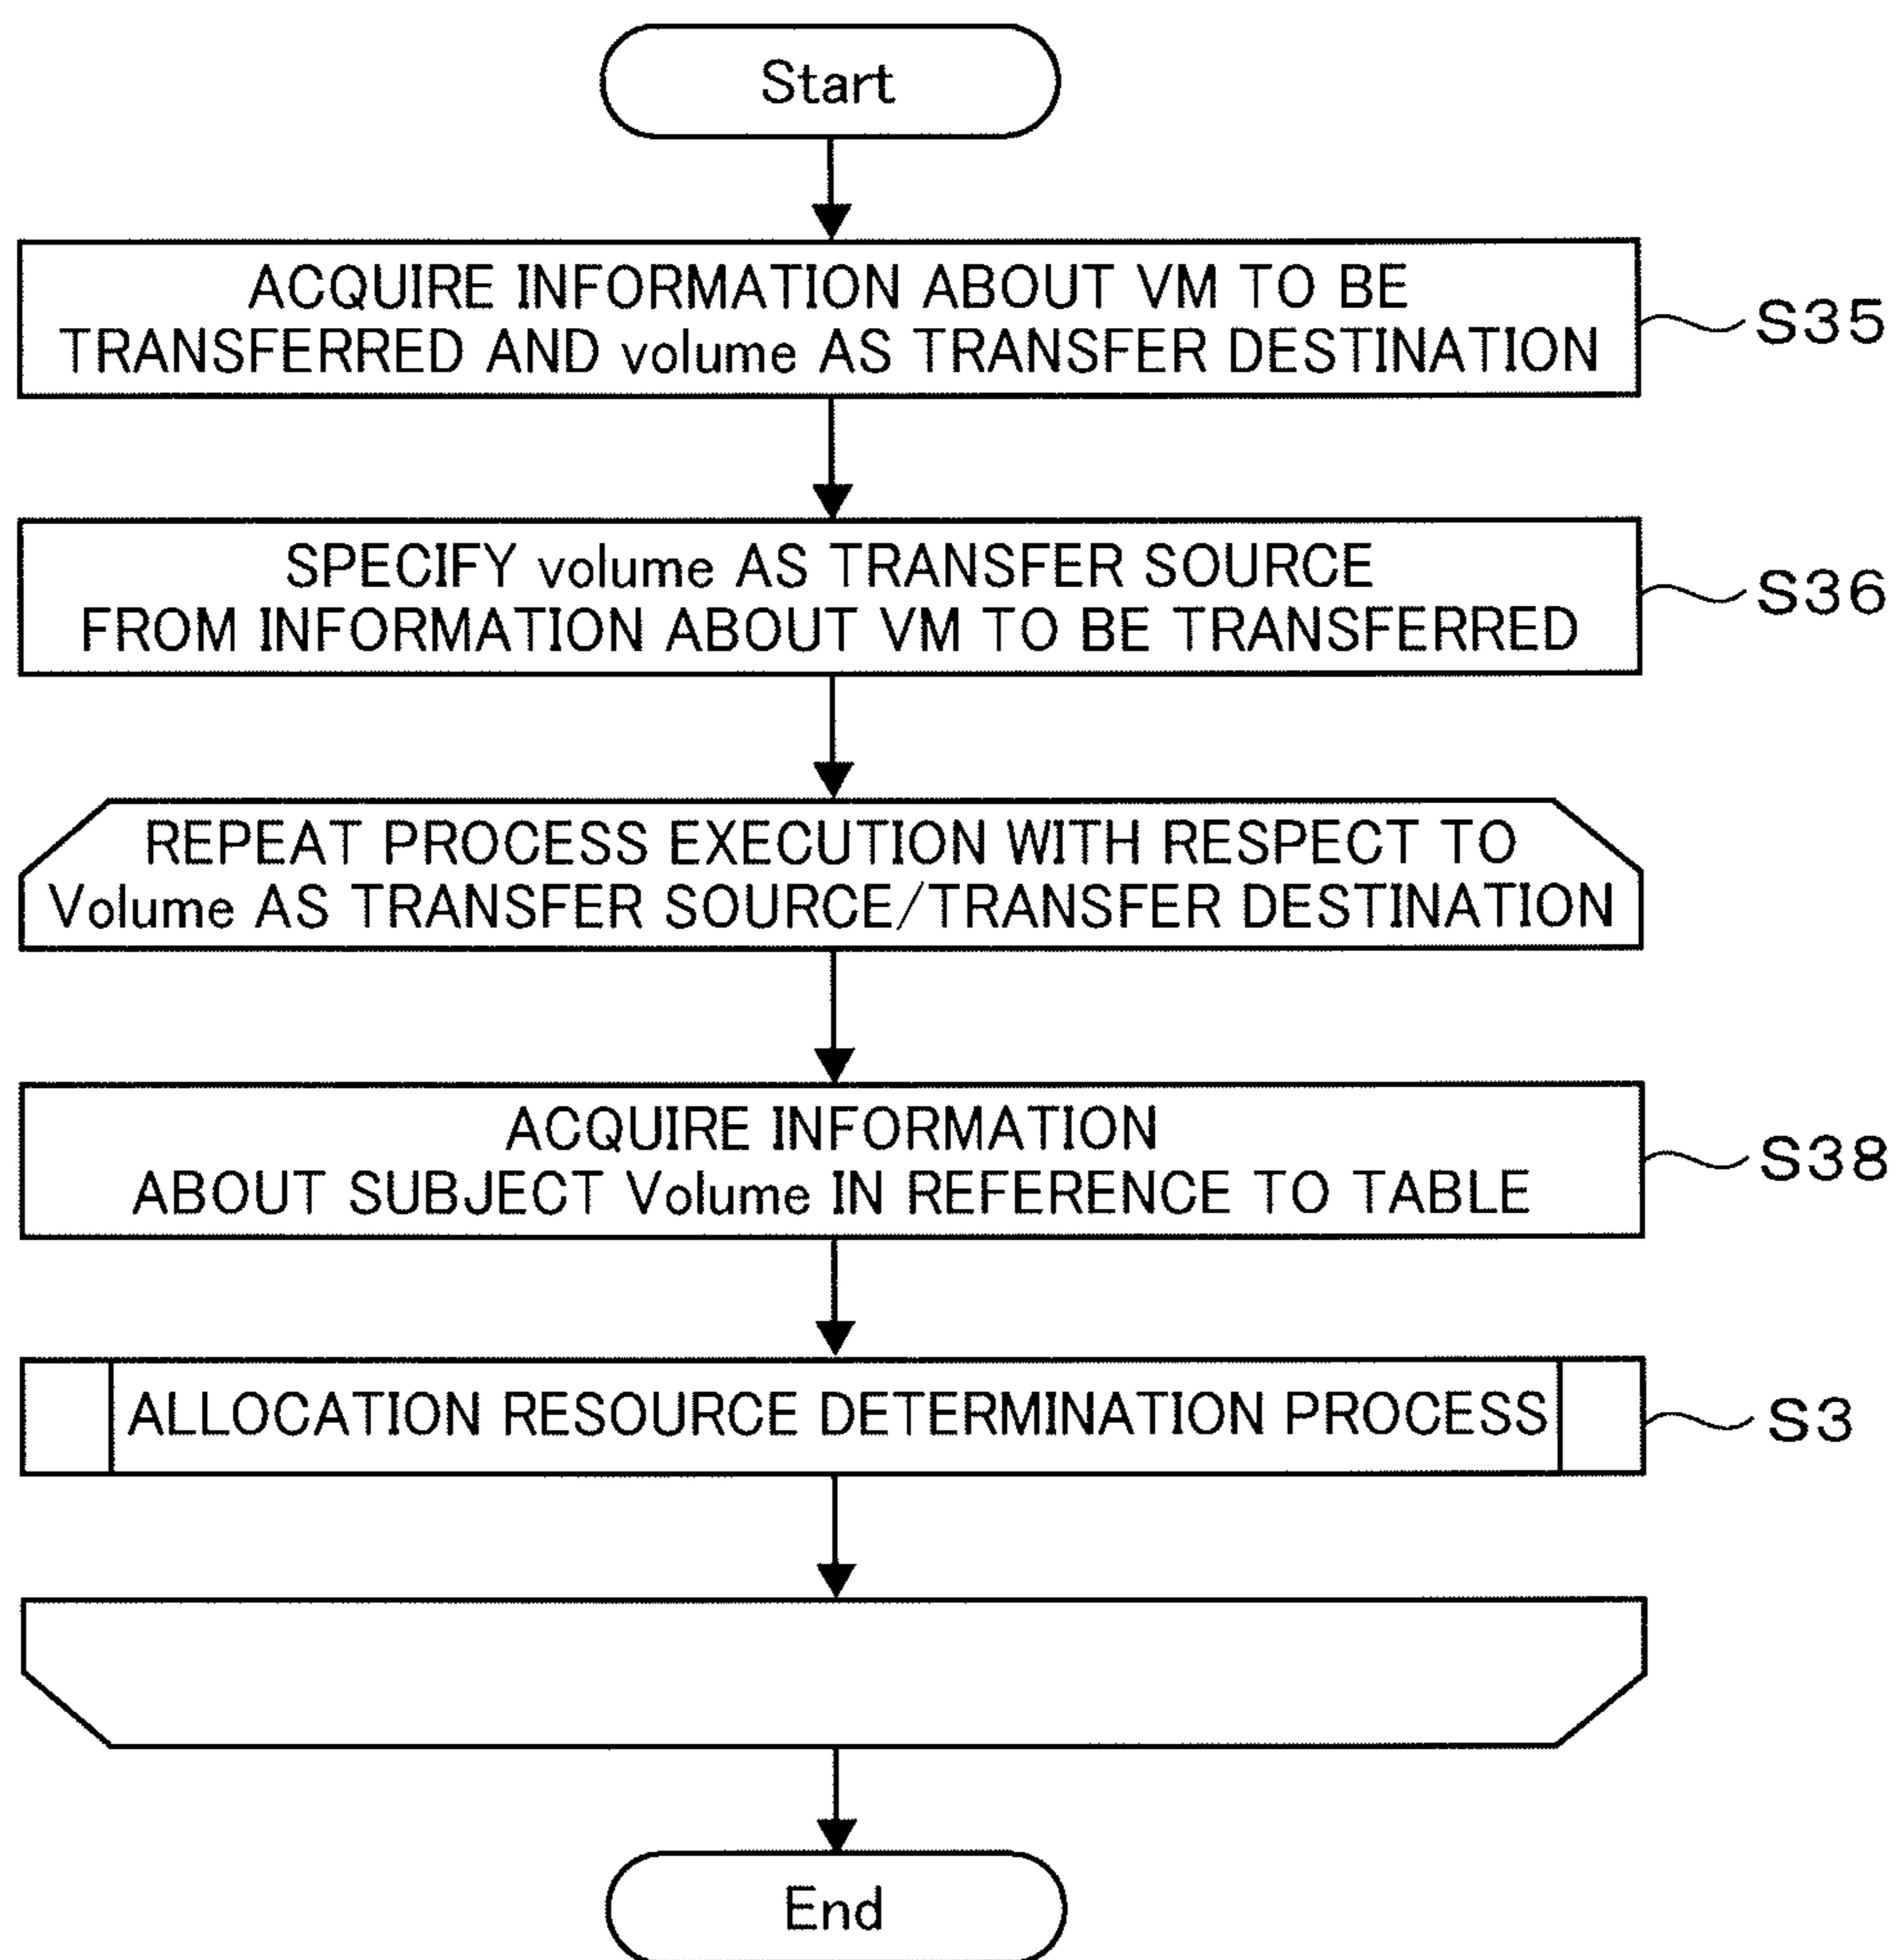 Start
ACQUIRE INFORMATION ABOUT VM TO BE
TRANSFERRED AND volume AS TRANSFER DESTINATION
S35
SPECIFY volume AS TRANSFER SOURCE
FROM INFORMATION ABOUT VM TO BE TRANSFERRED
S36
REPEAT PROCESS EXECUTION WITH RESPECT TO
Volume AS TRANSFER SOURCE/TRANSFER DESTINATION
ACQUIRE INFORMATION
ABOUT SUBJECT Volume IN REFERENCE TO TABLE
S38
ALLOCATION RESOURCE DETERMINATION PROCESS
S3
End